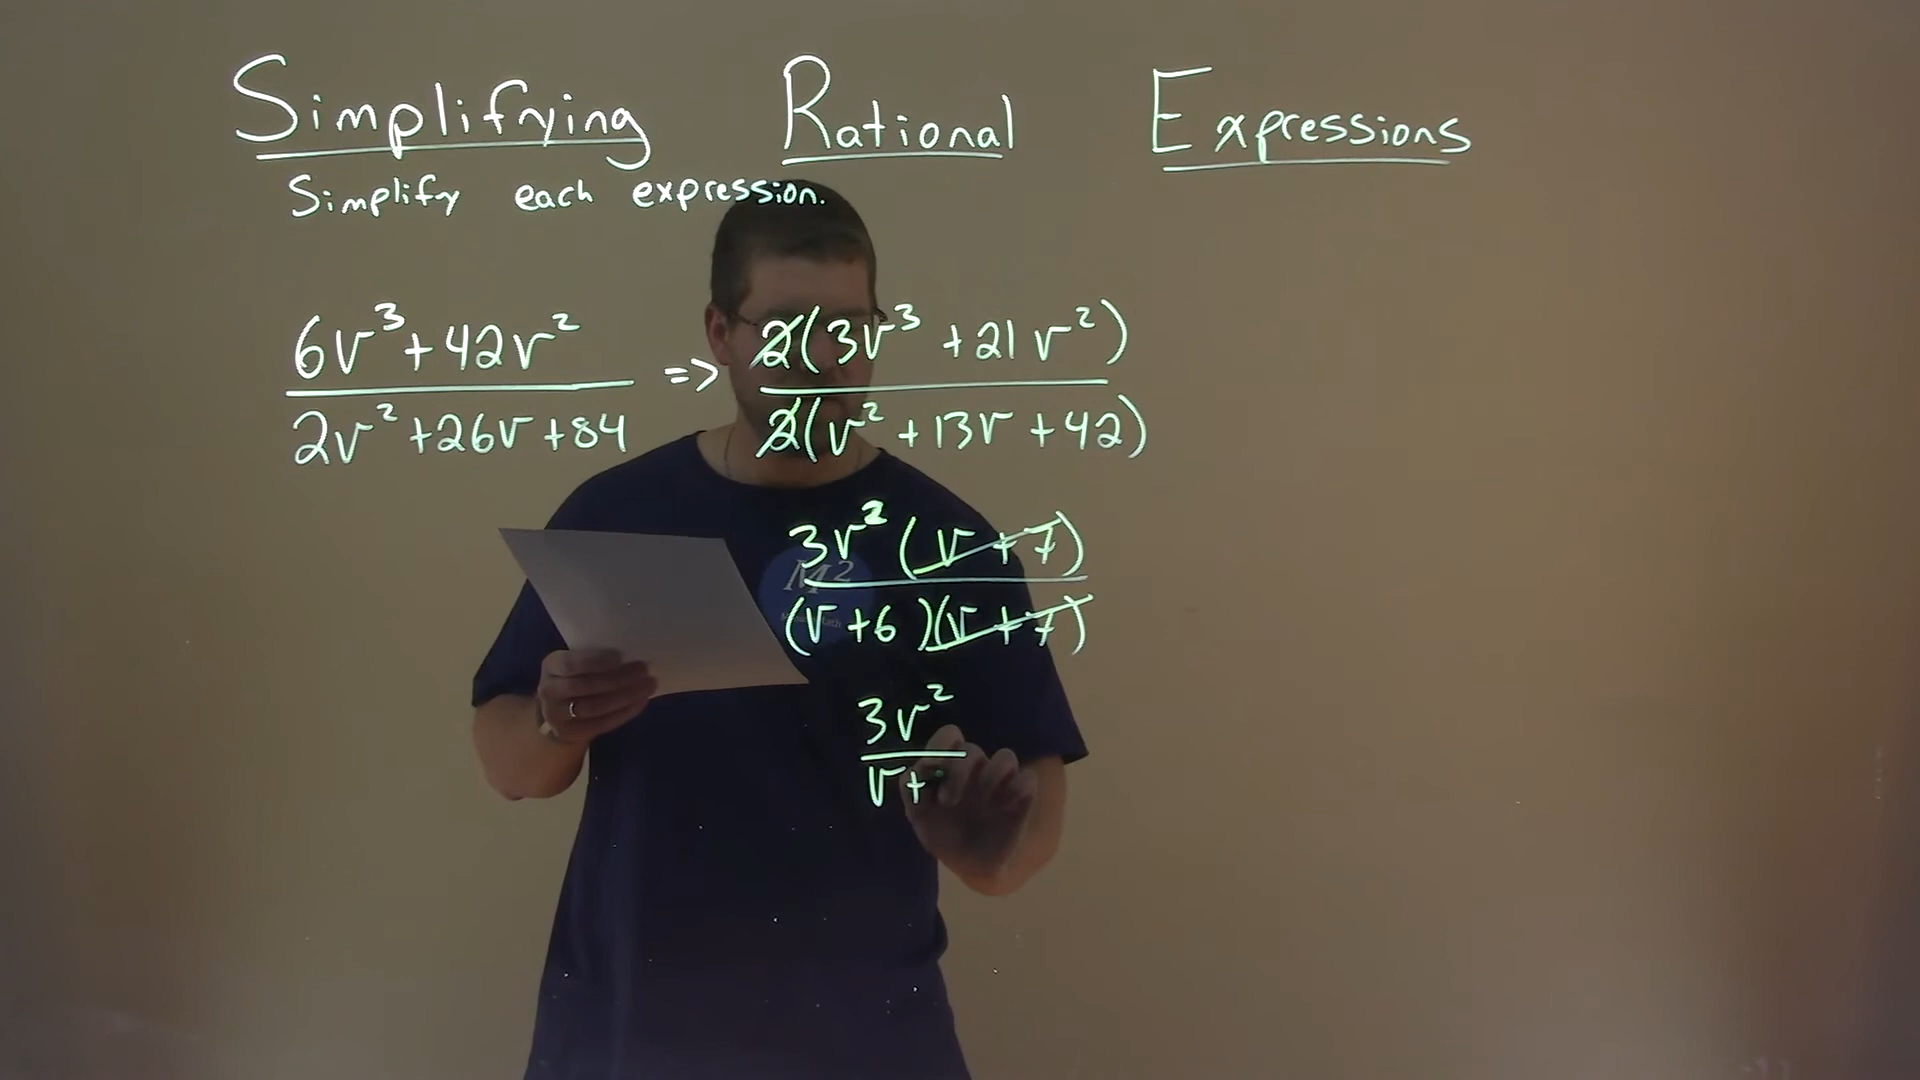 Simplifying Rational Expressions
Simplify each expression.
6v³+42v² => 2(3v³ +21v²)
2v²+26v+84 2(v² +13v +42)
3v² (v + 7)
M²
(v +6)(v + 7)
3v²
v+